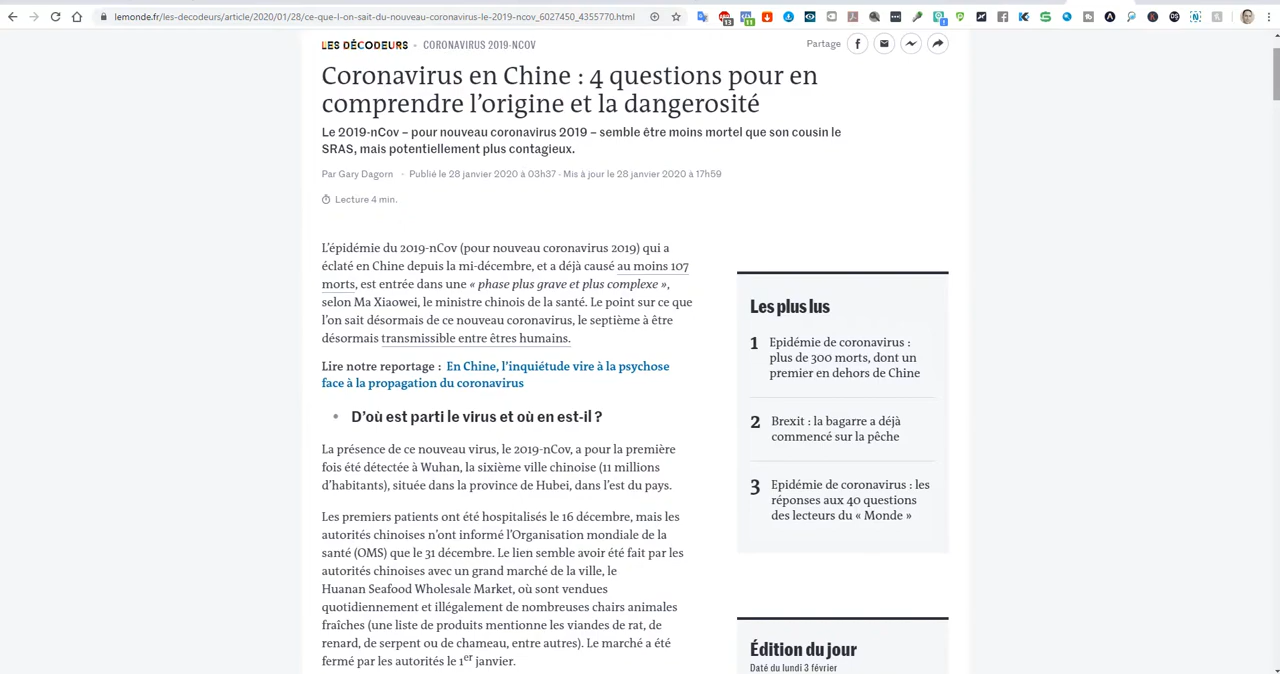 lemonde.fr/les-decodeurs/article/2020/01/28/ce-que-l-on-sait-du-nouveau-coronavirus-le-2019-ncov_6027450_4355770.html
LES DÉCODEURS • CORONAVIRUS 2019-NCOV
Partage
Coronavirus en Chine : 4 questions pour en
comprendre l’origine et la dangerosité
Le 2019-nCov – pour nouveau coronavirus 2019 – semble être moins mortel que son cousin le
SRAS, mais potentiellement plus contagieux.
Par Gary Dagorn · Publié le 28 janvier 2020 à 03h37 - Mis à jour le 28 janvier 2020 à 17h59
Lecture 4 min.
L’épidémie du 2019-nCov (pour nouveau coronavirus 2019) qui a
éclaté en Chine depuis la mi-décembre, et a déjà causé au moins 107
morts, est entrée dans une « phase plus grave et plus complexe »,
selon Ma Xiaowei, le ministre chinois de la santé. Le point sur ce que
l’on sait désormais de ce nouveau coronavirus, le septième à être
désormais transmissible entre êtres humains.
Lire notre reportage : En Chine, l’inquiétude vire à la psychose
face à la propagation du coronavirus
• D’où est parti le virus et où en est-il ?
La présence de ce nouveau virus, le 2019-nCov, a pour la première
fois été détectée à Wuhan, la sixième ville chinoise (11 millions
d’habitants), située dans la province de Hubei, dans l’est du pays.
Les premiers patients ont été hospitalisés le 16 décembre, mais les
autorités chinoises n’ont informé l’Organisation mondiale de la
santé (OMS) que le 31 décembre. Le lien semble avoir été fait par les
autorités chinoises avec un grand marché de la ville, le
Huanan Seafood Wholesale Market, où sont vendues
quotidiennement et illégalement de nombreuses chairs animales
fraîches (une liste de produits mentionne les viandes de rat, de
renard, de serpent ou de chameau, entre autres). Le marché a été
fermé par les autorités le 1er janvier.
Les plus lus
1 Epidémie de coronavirus :
plus de 300 morts, dont un
premier en dehors de Chine
2 Brexit : la bagarre a déjà
commencé sur la pêche
3 Epidémie de coronavirus : les
réponses aux 40 questions
des lecteurs du « Monde »
Édition du jour
Daté du lundi 3 février